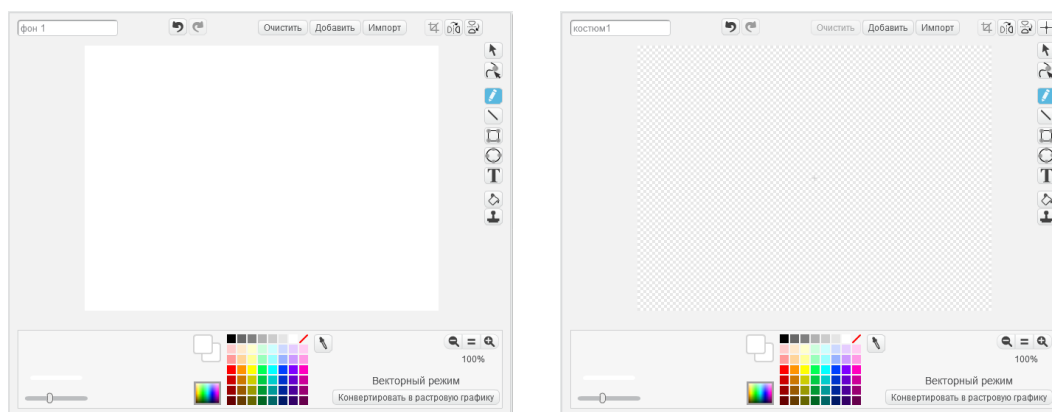 фон 1
Очистить Добавить Импорт
T
100%
Векторный режим
Конвертировать в растровую графику
костюм1
Очистить Добавить Импорт
T
100%
Векторный режим
Конвертировать в растровую графику